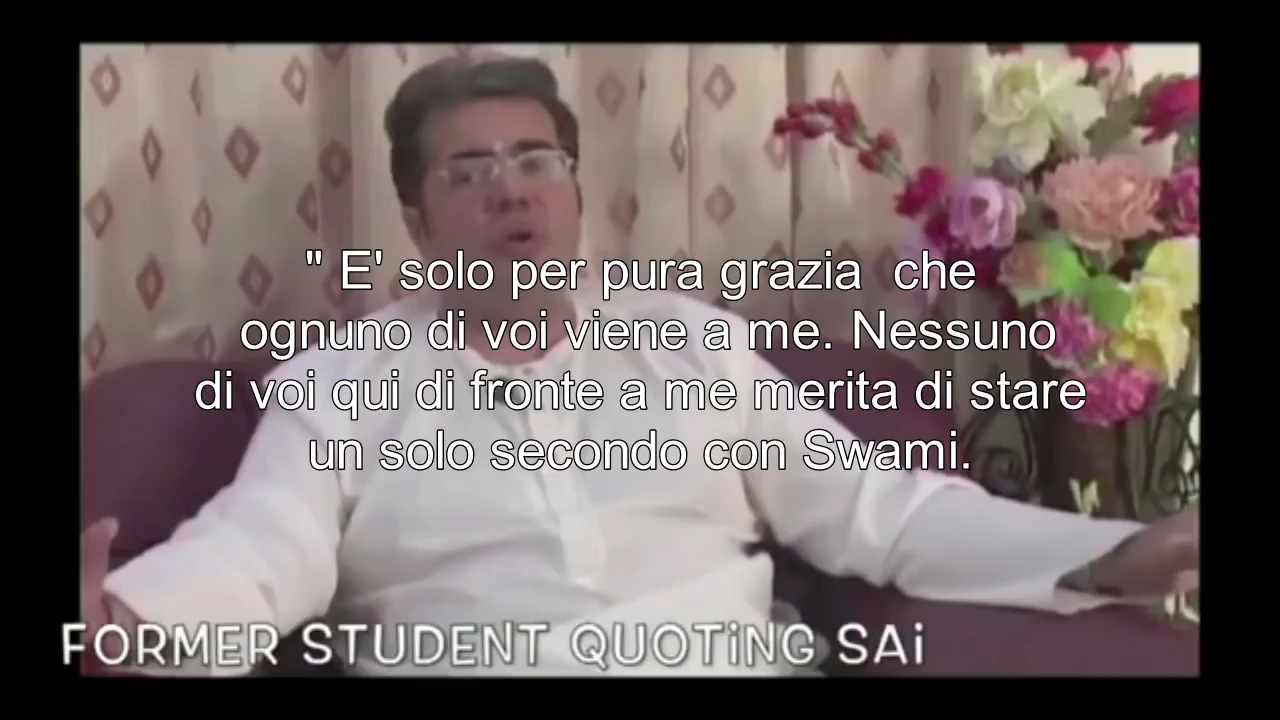 " E' solo per pura grazia  che
ognuno di voi viene a me. Nessuno
di voi qui di fronte a me merita di stare
un solo secondo con Swami.
FORMER STUDENT QUOTiNG SAi